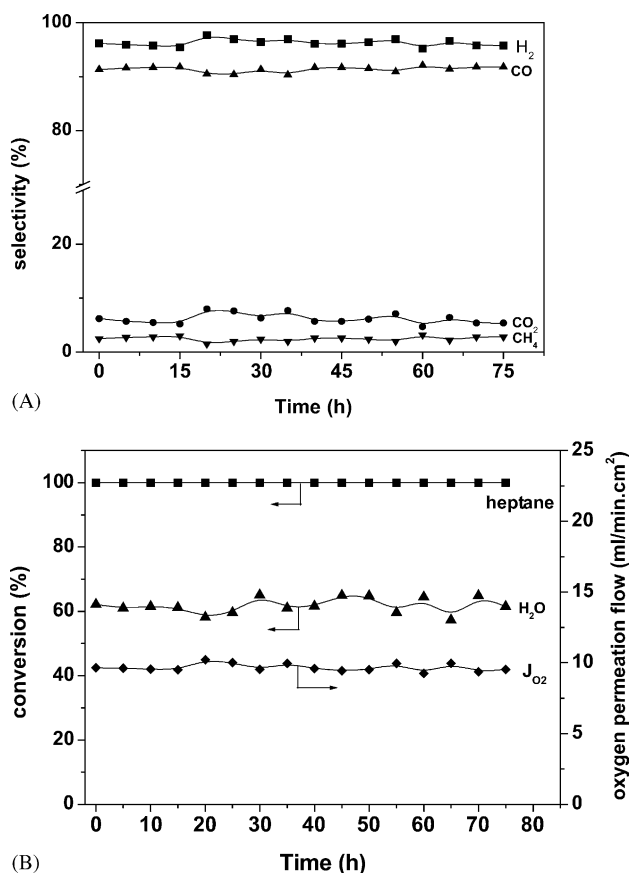 100
80
20
0
selectivity (%)
H2
CO
CO2
CH4
0 15 30 45 60 75
Time (h)
(A)
100
80
60
40
20
0
conversion (%)
25
20
15
10
5
0
oxygen permeation flow (ml/min.cm²)
heptane
H2O
JO2
0 10 20 30 40 50 60 70 80
Time (h)
(B)